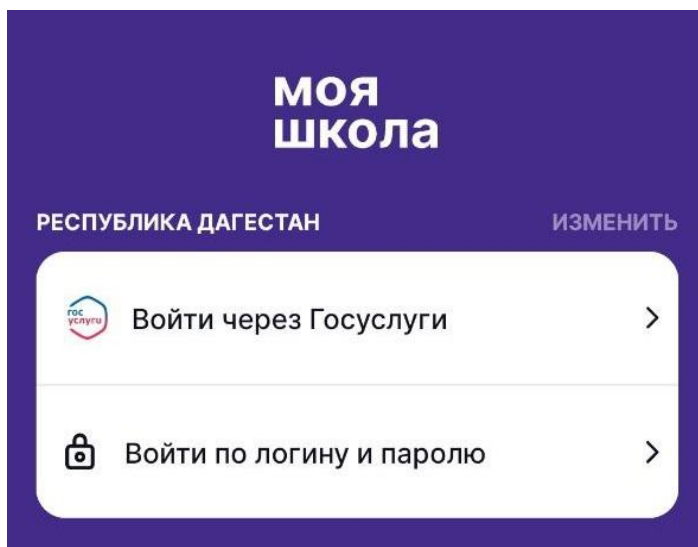 моя
школа
РЕСПУБЛИКА ДАГЕСТАН ИЗМЕНИТЬ
гос
услуги
Войти через Госуслуги
Войти по логину и паролю